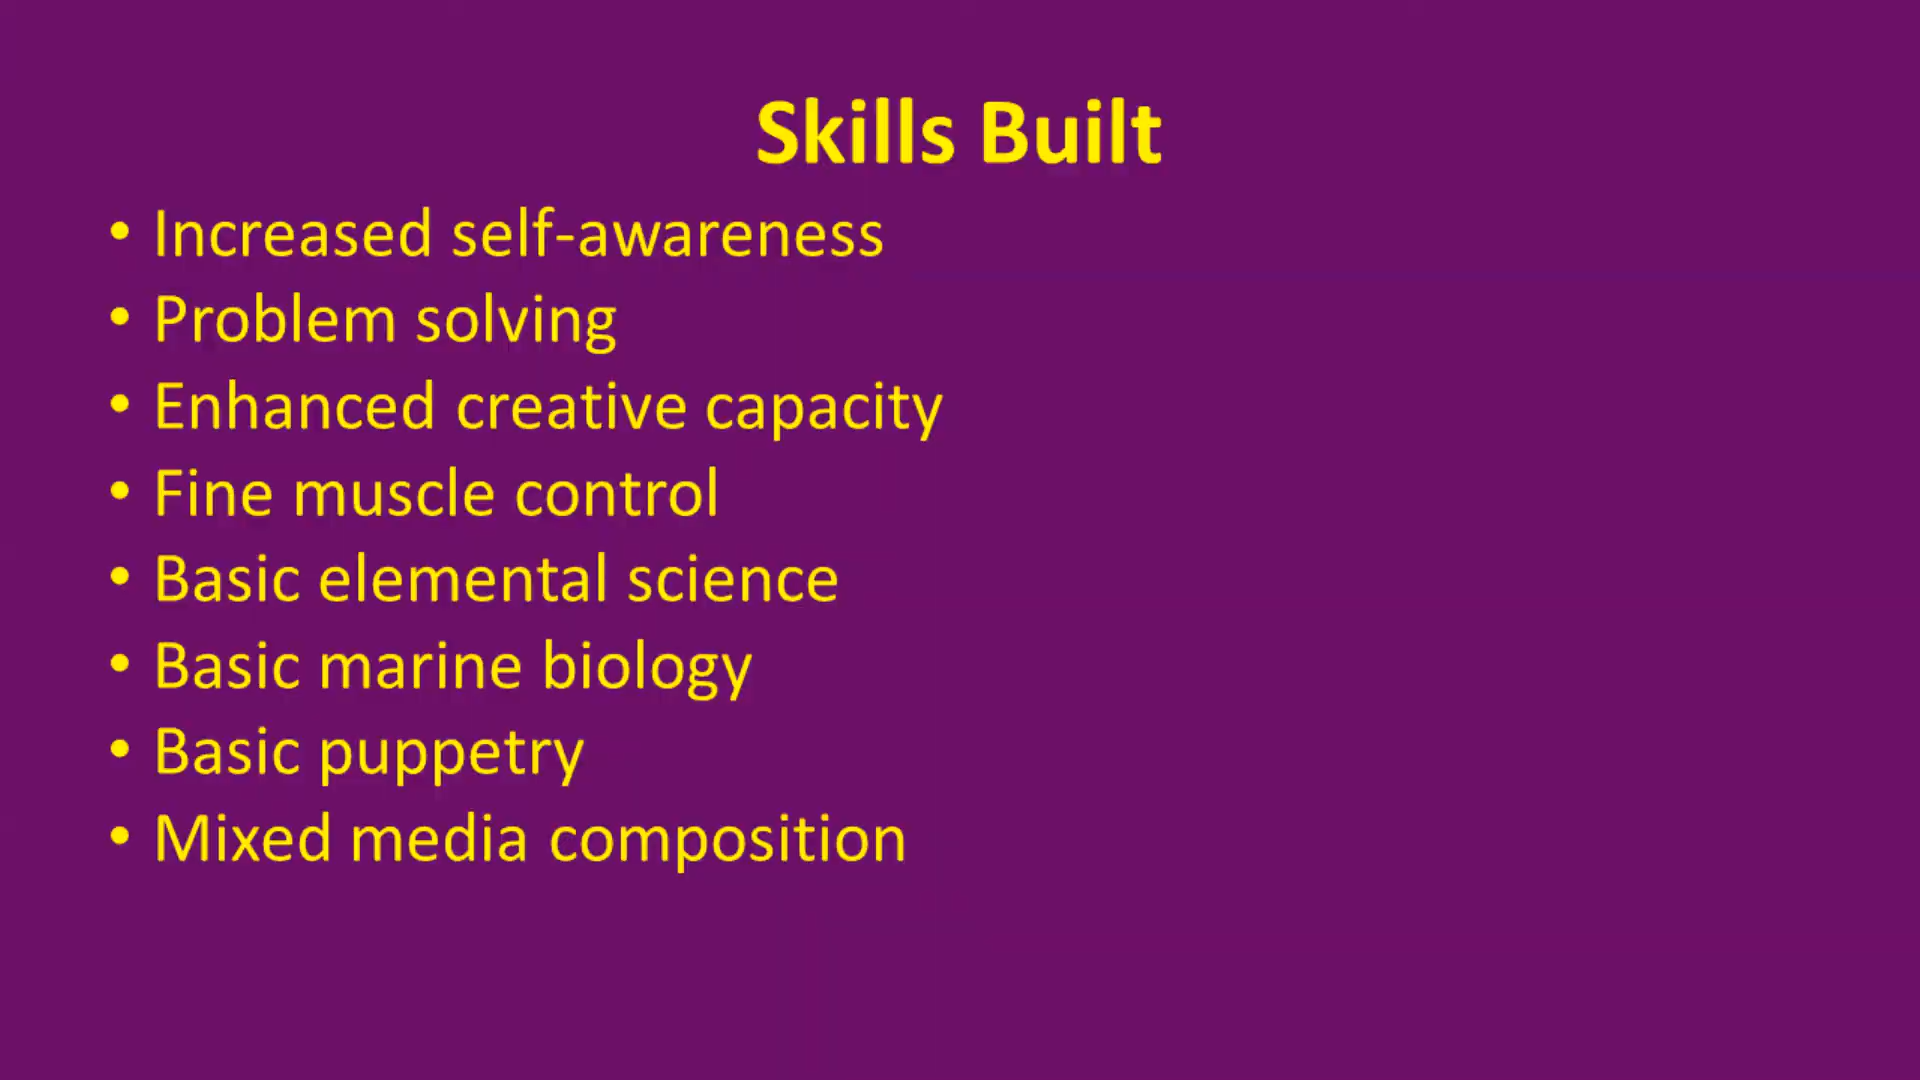 Skills Built
• Increased self-awareness
• Problem solving
• Enhanced creative capacity
• Fine muscle control
• Basic elemental science
• Basic marine biology
• Basic puppetry
• Mixed media composition